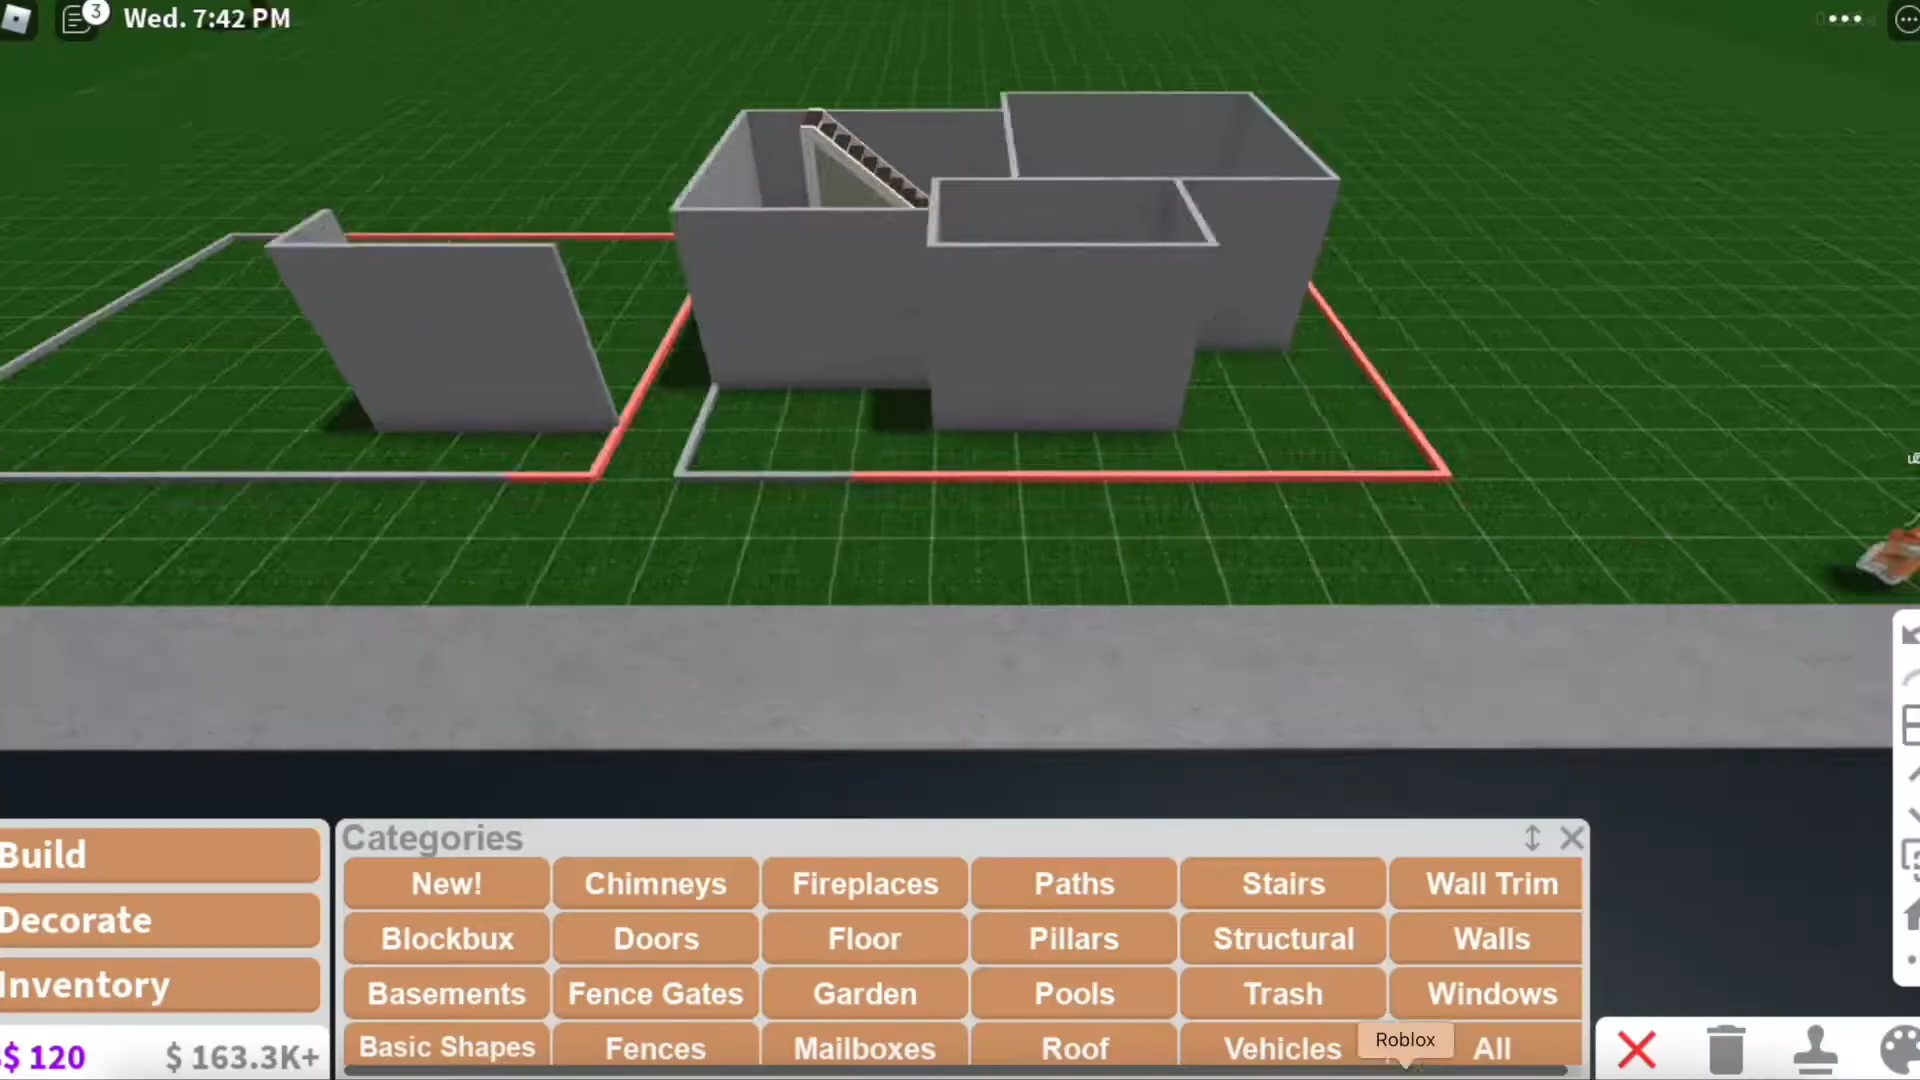 3 Wed. 7:42 PM
Build
Decorate
Inventory
$ 120 $ 163.3K+
Categories
New! Chimneys Fireplaces Paths Stairs Wall Trim
Blockbux Doors Floor Pillars Structural Walls
Basements Fence Gates Garden Pools Trash Windows
Basic Shapes Fences Mailboxes Roof Vehicles All
Roblox